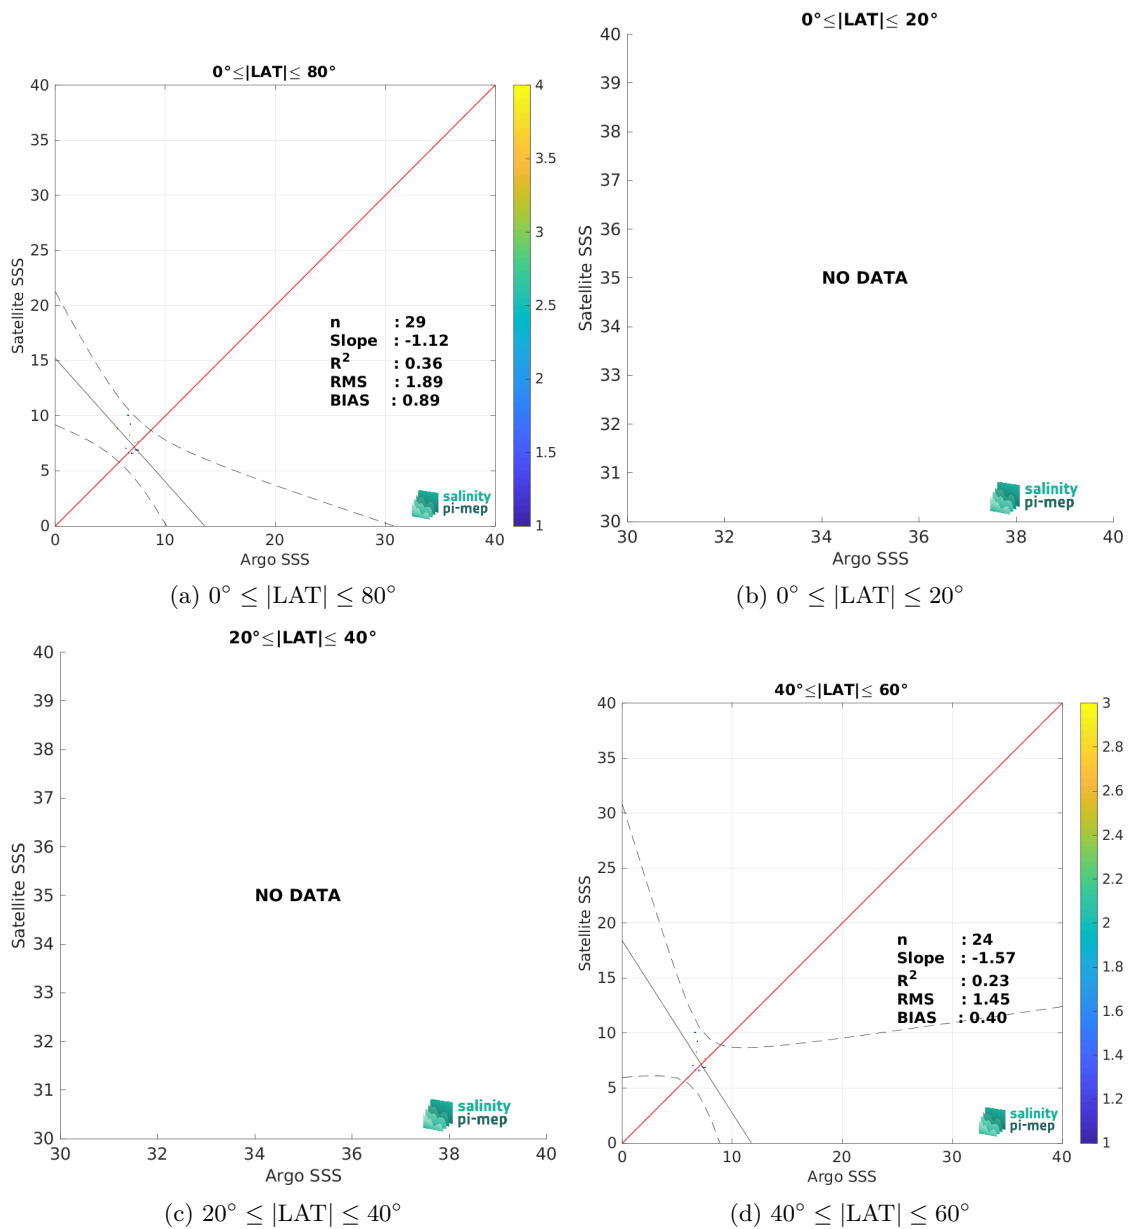 0°≤|LAT|≤ 80°
40
35
30
25
20
15
10
5
0
0
10
20
30
40
Satellite SSS
Argo SSS
n : 29
Slope : -1.12
R² : 0.36
RMS : 1.89
BIAS : 0.89
salinity
pi-mep
4
3.5
3
2.5
2
1.5
1
(a) 0° ≤ |LAT| ≤ 80°
0°≤|LAT|≤ 20°
40
39
38
37
36
35
34
33
32
31
30
30
32
34
36
38
40
Satellite SSS
Argo SSS
NO DATA
salinity
pi-mep
(b) 0° ≤ |LAT| ≤ 20°
20°≤|LAT|≤ 40°
40
39
38
37
36
35
34
33
32
31
30
30
32
34
36
38
40
Satellite SSS
Argo SSS
NO DATA
salinity
pi-mep
(c) 20° ≤ |LAT| ≤ 40°
40°≤|LAT|≤ 60°
40
35
30
25
20
15
10
5
0
0
10
20
30
40
Satellite SSS
Argo SSS
n : 24
Slope : -1.57
R² : 0.23
RMS : 1.45
BIAS : 0.40
salinity
pi-mep
3
2.8
2.6
2.4
2.2
2
1.8
1.6
1.4
1.2
1
(d) 40° ≤ |LAT| ≤ 60°